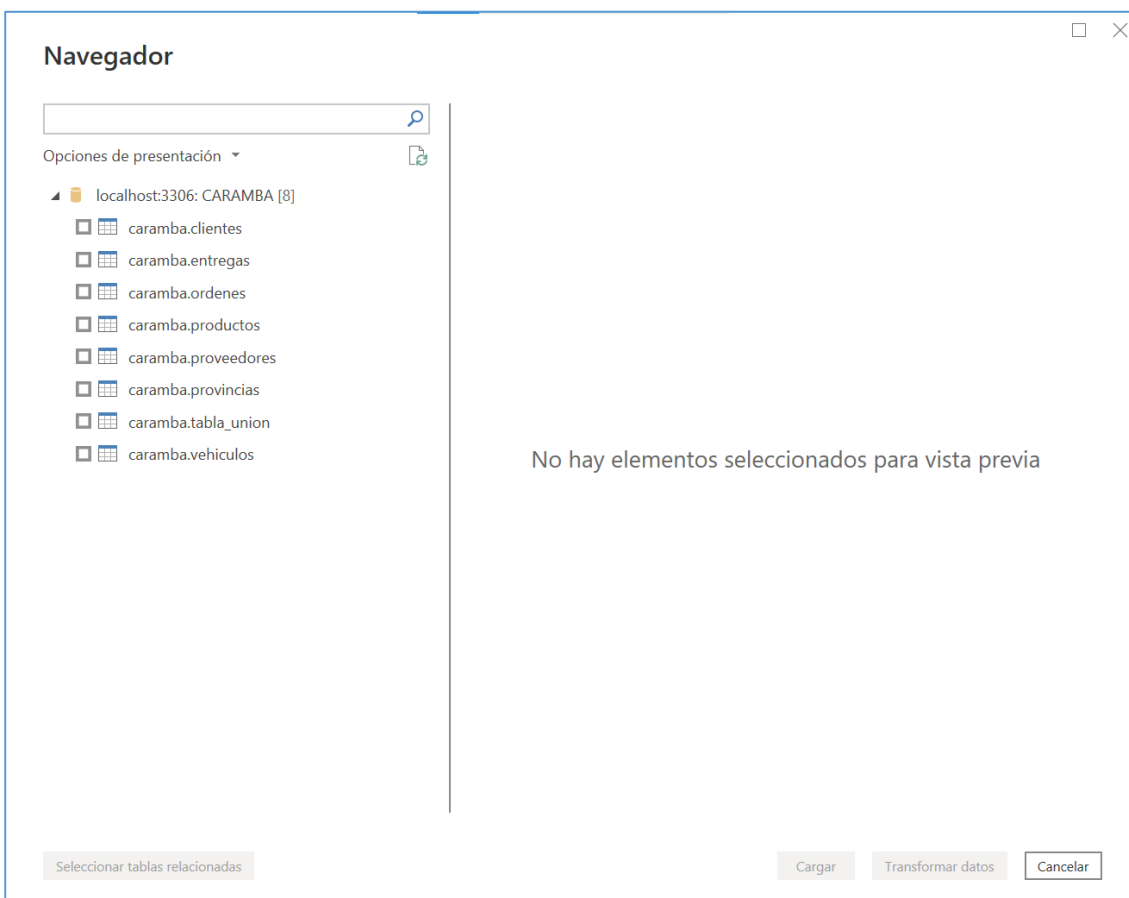 Navegador
Opciones de presentación
localhost:3306: CARAMBA [8]
caramba.clientes
caramba.entregas
caramba.ordenes
caramba.productos
caramba.proveedores
caramba.provincias
caramba.tabla_union
caramba.vehiculos
No hay elementos seleccionados para vista previa
Seleccionar tablas relacionadas
Cargar
Transformar datos
Cancelar